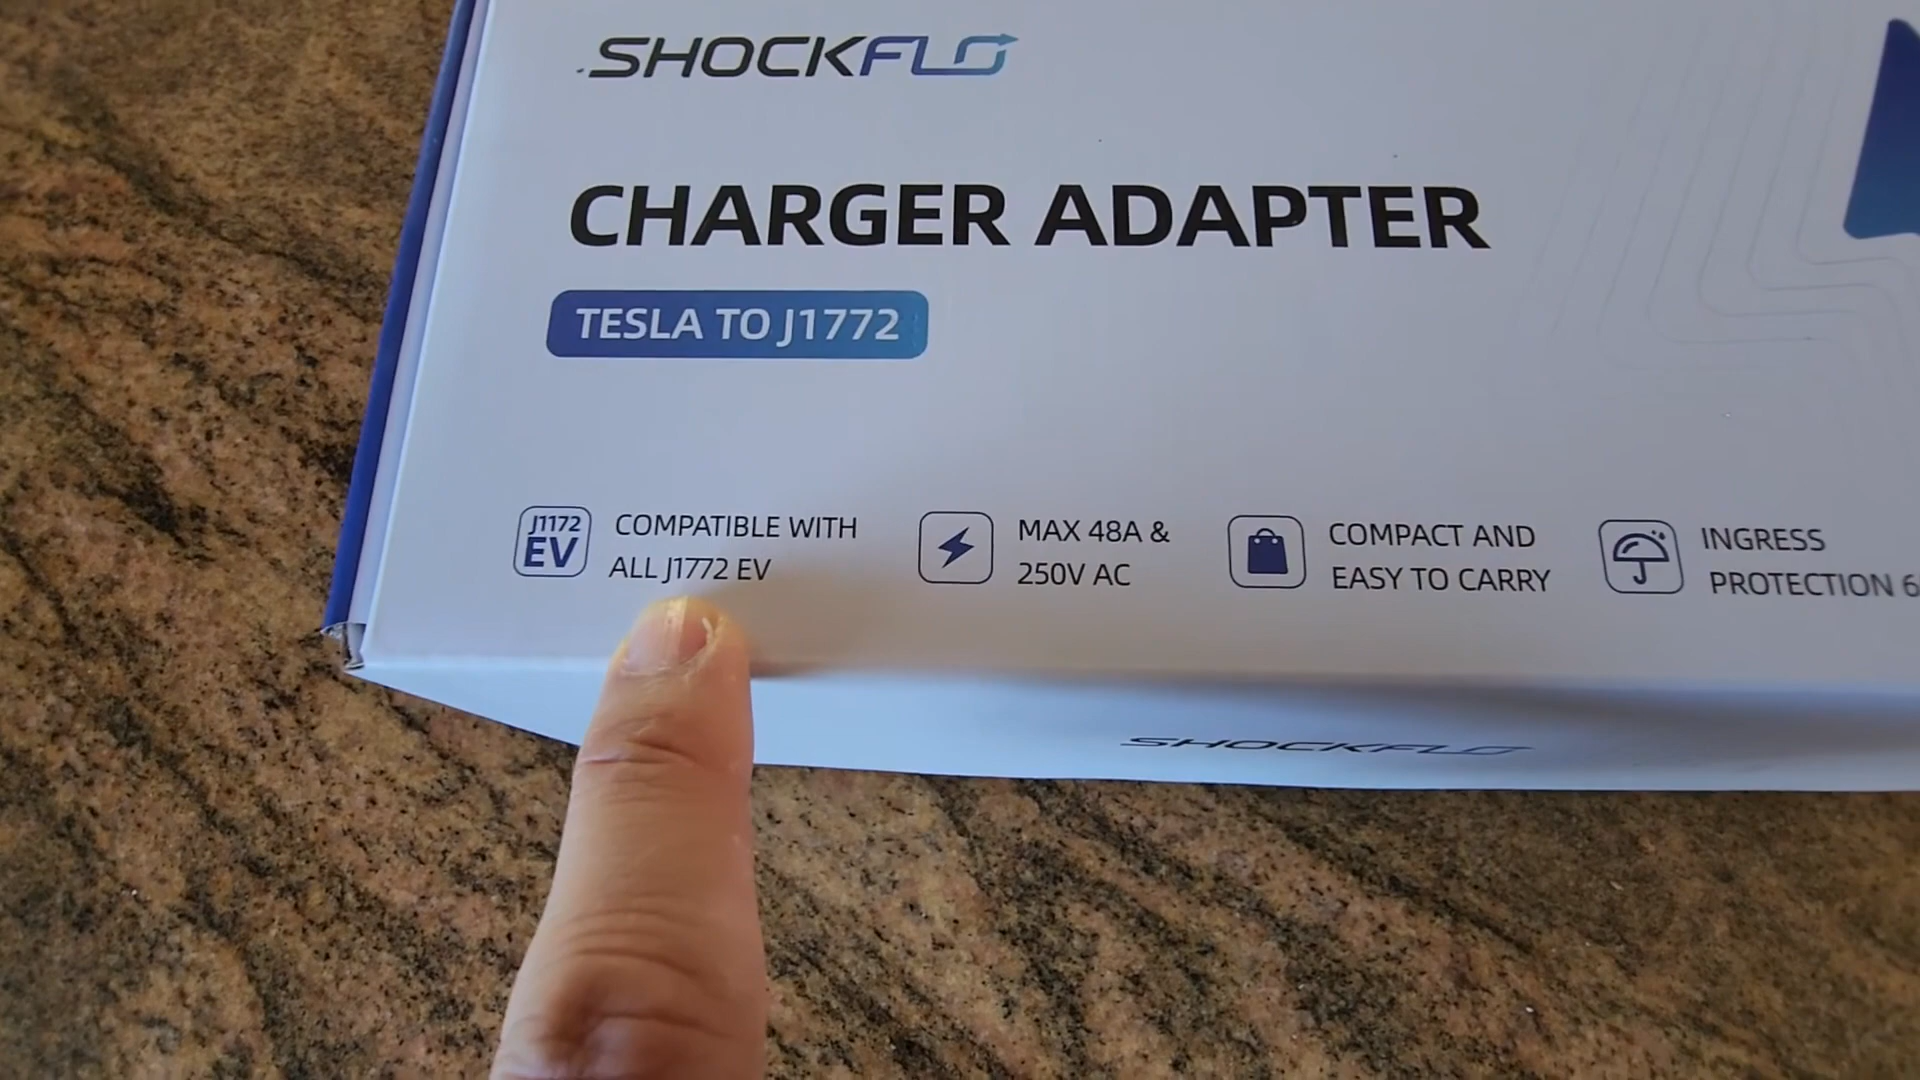 SHOCKFLO
CHARGER ADAPTER
TESLA TO J1772
J1172
EV
COMPATIBLE WITH
ALL J1772 EV
MAX 48A &
250V AC
COMPACT AND
EASY TO CARRY
INGRESS
PROTECTION 6
SHOCKFLO